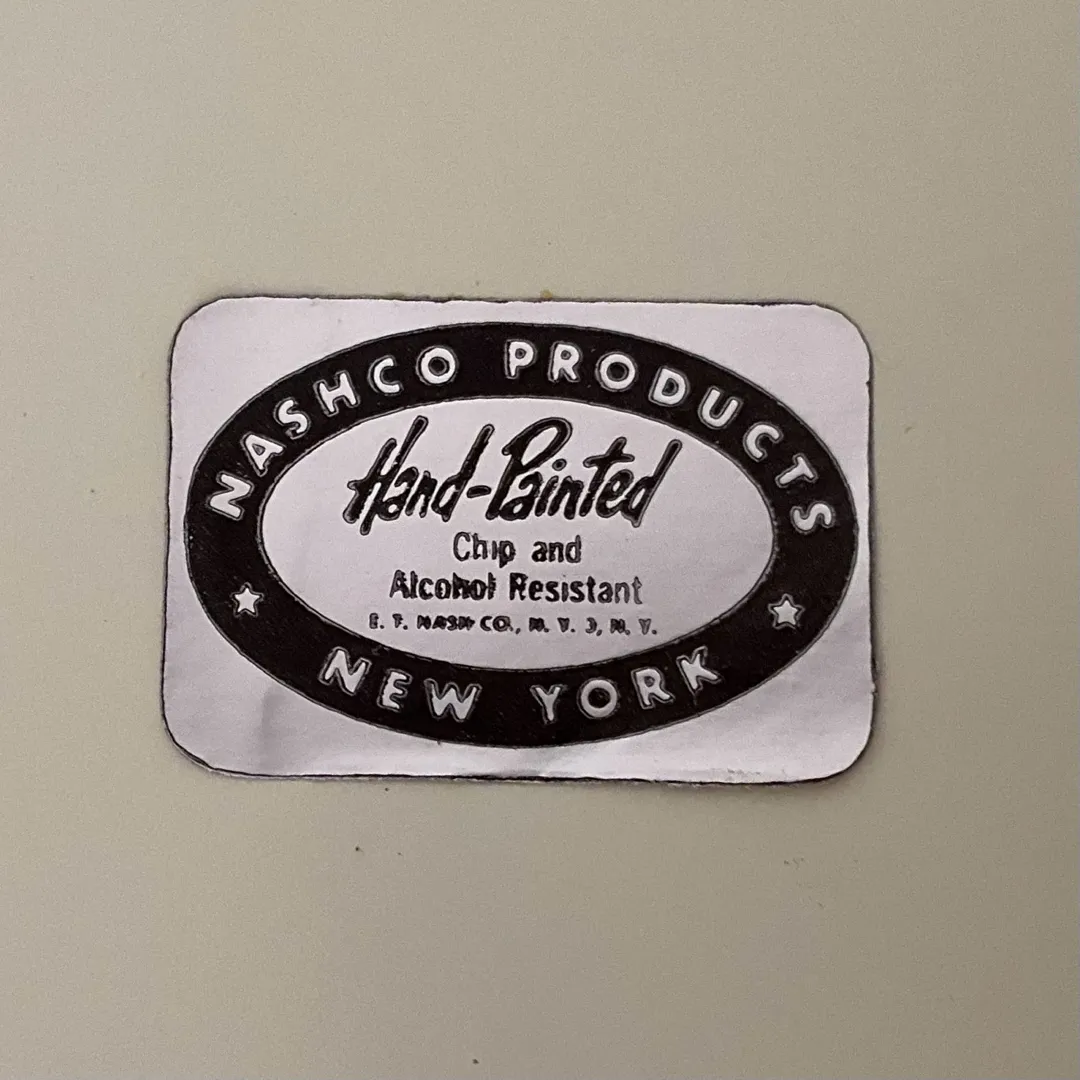 NASHCO PRODUCTS
Hand-Painted
Chip and
Alcohol Resistant
E. T. NASH CO., N. Y. 3, N. Y.
NEW YORK